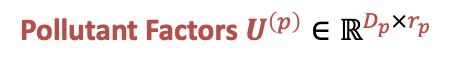 Pollutant Factors U⁽ᵖ⁾ ∈ ℝ^{D_p×r_p}